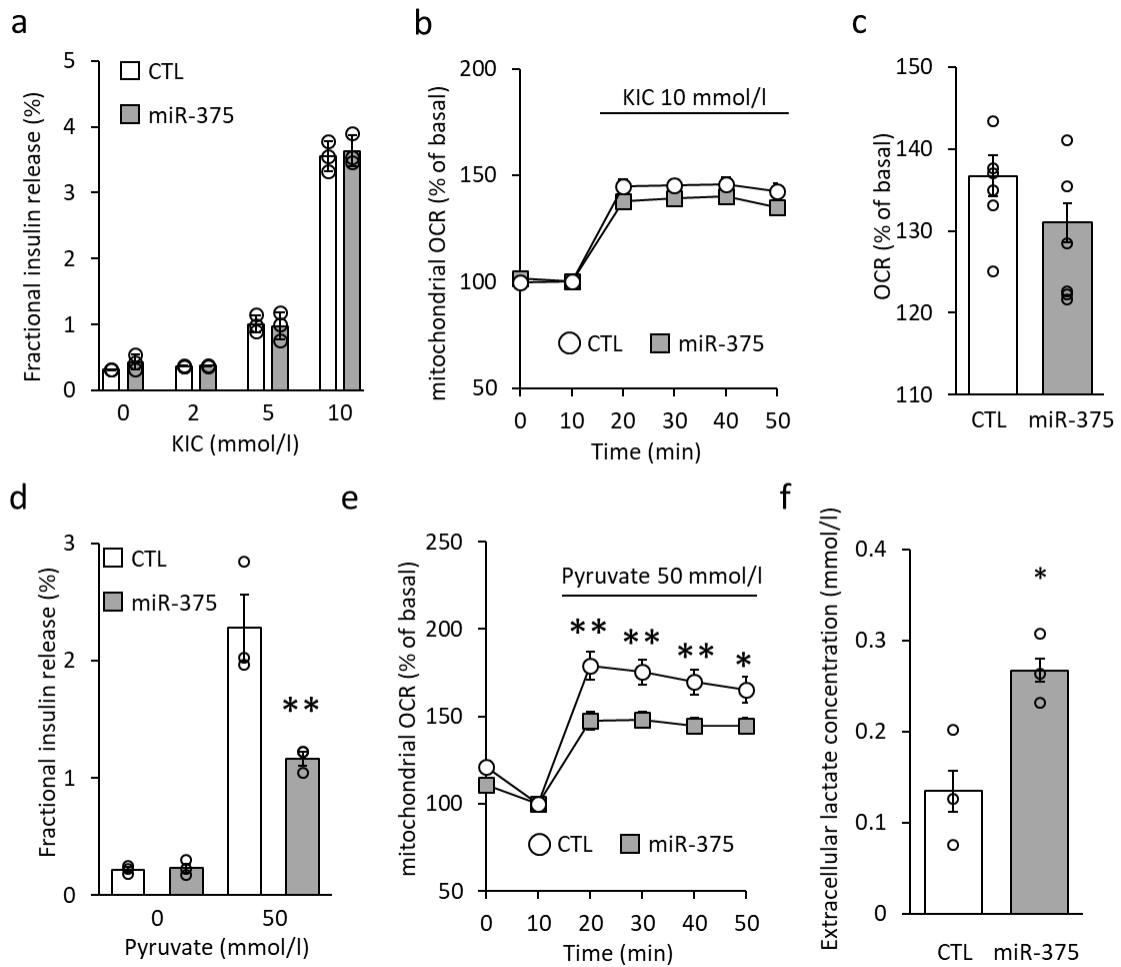 a
Fractional insulin release (%)
5
4
3
2
1
0
CTL
miR-375
0 2 5 10
KIC (mmol/l)
b
mitochondrial OCR (% of basal)
200
150
100
50
KIC 10 mmol/l
CTL miR-375
0 10 20 30 40 50
Time (min)
c
OCR (% of basal)
150
140
130
120
110
CTL miR-375
d
Fractional insulin release (%)
3
2
1
0
CTL
miR-375
**
0 50
Pyruvate (mmol/l)
e
mitochondrial OCR (% of basal)
250
200
150
100
50
Pyruvate 50 mmol/l
** ** ** *
CTL miR-375
0 10 20 30 40 50
Time (min)
f
Extracellular lactate concentration (mmol/l)
0.4
0.3
0.2
0.1
0
*
CTL miR-375